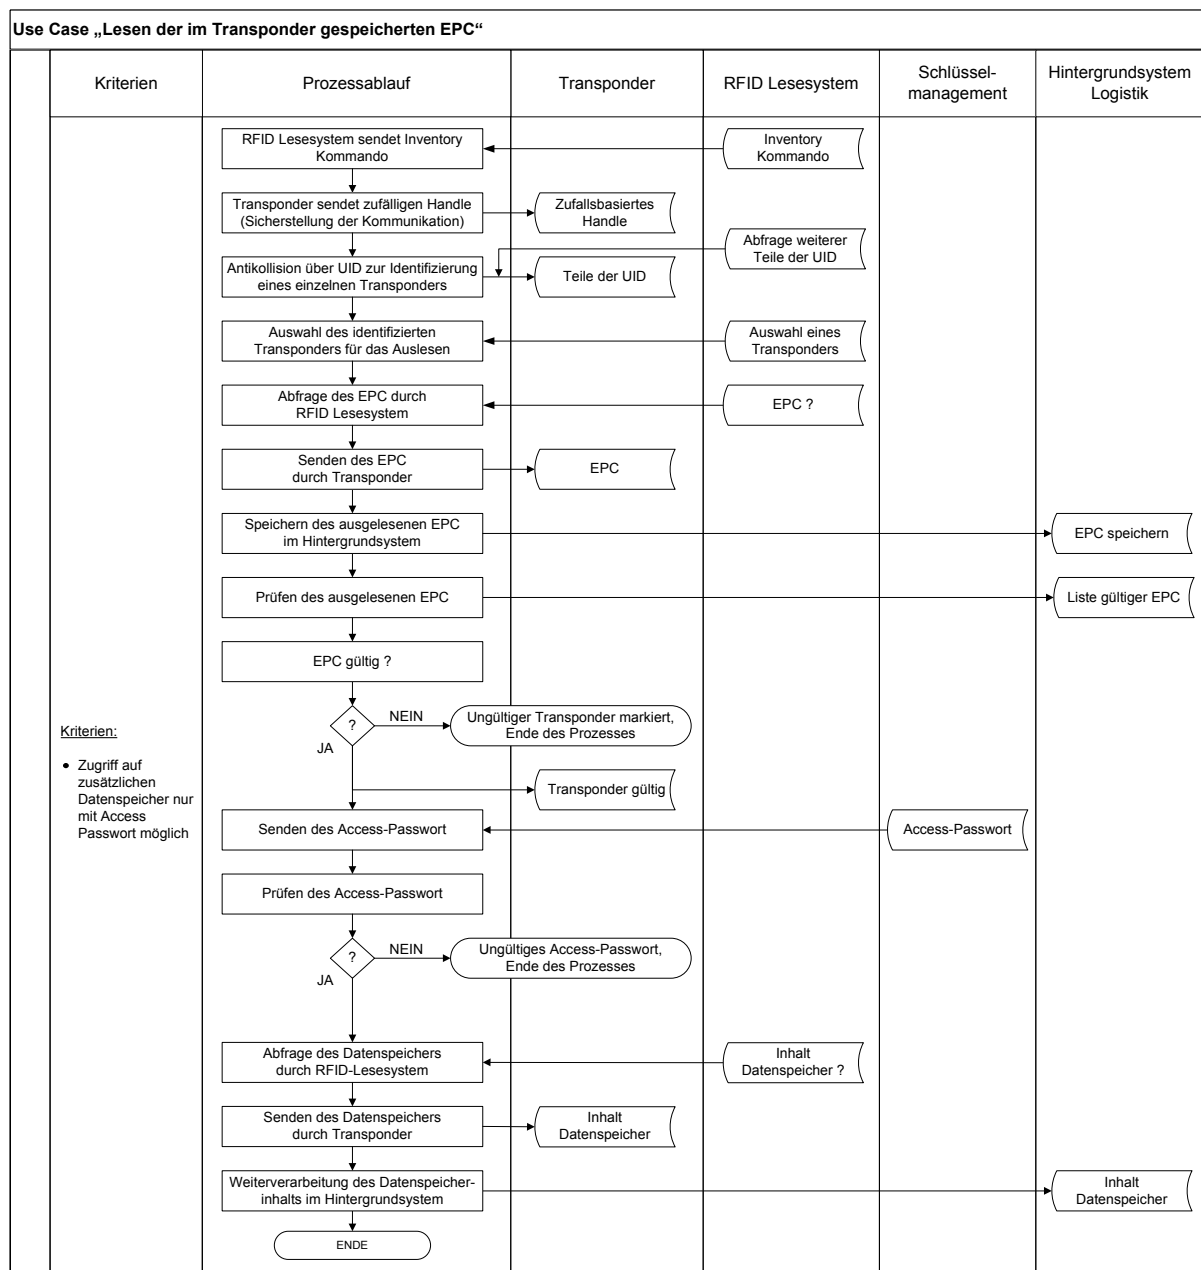 Use Case „Lesen der im Transponder gespeicherten EPC“
Kriterien
Prozessablauf
Transponder
RFID Lesesystem
Schlüssel-
management
Hintergrundsystem
Logistik
RFID Lesesystem sendet Inventory
Kommando
Inventory
Kommando
Transponder sendet zufälligen Handle
(Sicherstellung der Kommunikation)
Zufallsbasiertes
Handle
Abfrage weiterer
Teile der UID
Antikollision über UID zur Identifizierung
eines einzelnen Transponders
Teile der UID
Auswahl des identifizierten
Transponders für das Auslesen
Auswahl eines
Transponders
Abfrage des EPC durch
RFID Lesesystem
EPC ?
Senden des EPC
durch Transponder
EPC
Speichern des ausgelesenen EPC
im Hintergrundsystem
EPC speichern
Prüfen des ausgelesenen EPC
Liste gültiger EPC
EPC gültig ?
?
NEIN
Ungültiger Transponder markiert,
Ende des Prozesses
JA
Kriterien:
• Zugriff auf
zusätzlichen
Datenspeicher nur
mit Access
Passwort möglich
Transponder gültig
Senden des Access-Passwort
Access-Passwort
Prüfen des Access-Passwort
?
NEIN
Ungültiges Access-Passwort,
Ende des Prozesses
JA
Abfrage des Datenspeichers
durch RFID-Lesesystem
Inhalt
Datenspeicher ?
Senden des Datenspeichers
durch Transponder
Inhalt
Datenspeicher
Weiterverarbeitung des Datenspeicher-
inhalts im Hintergrundsystem
Inhalt
Datenspeicher
ENDE